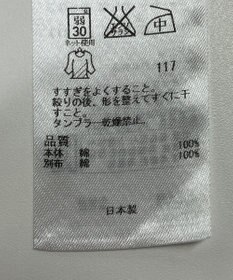 弱
30
中
ネット使用
117
すすぎをよくすること。
絞りの後、形を整えてすぐに干
すこと。
タンブラー乾燥禁止。
品質
100%
本体 綿 100%
別布 綿
日本製